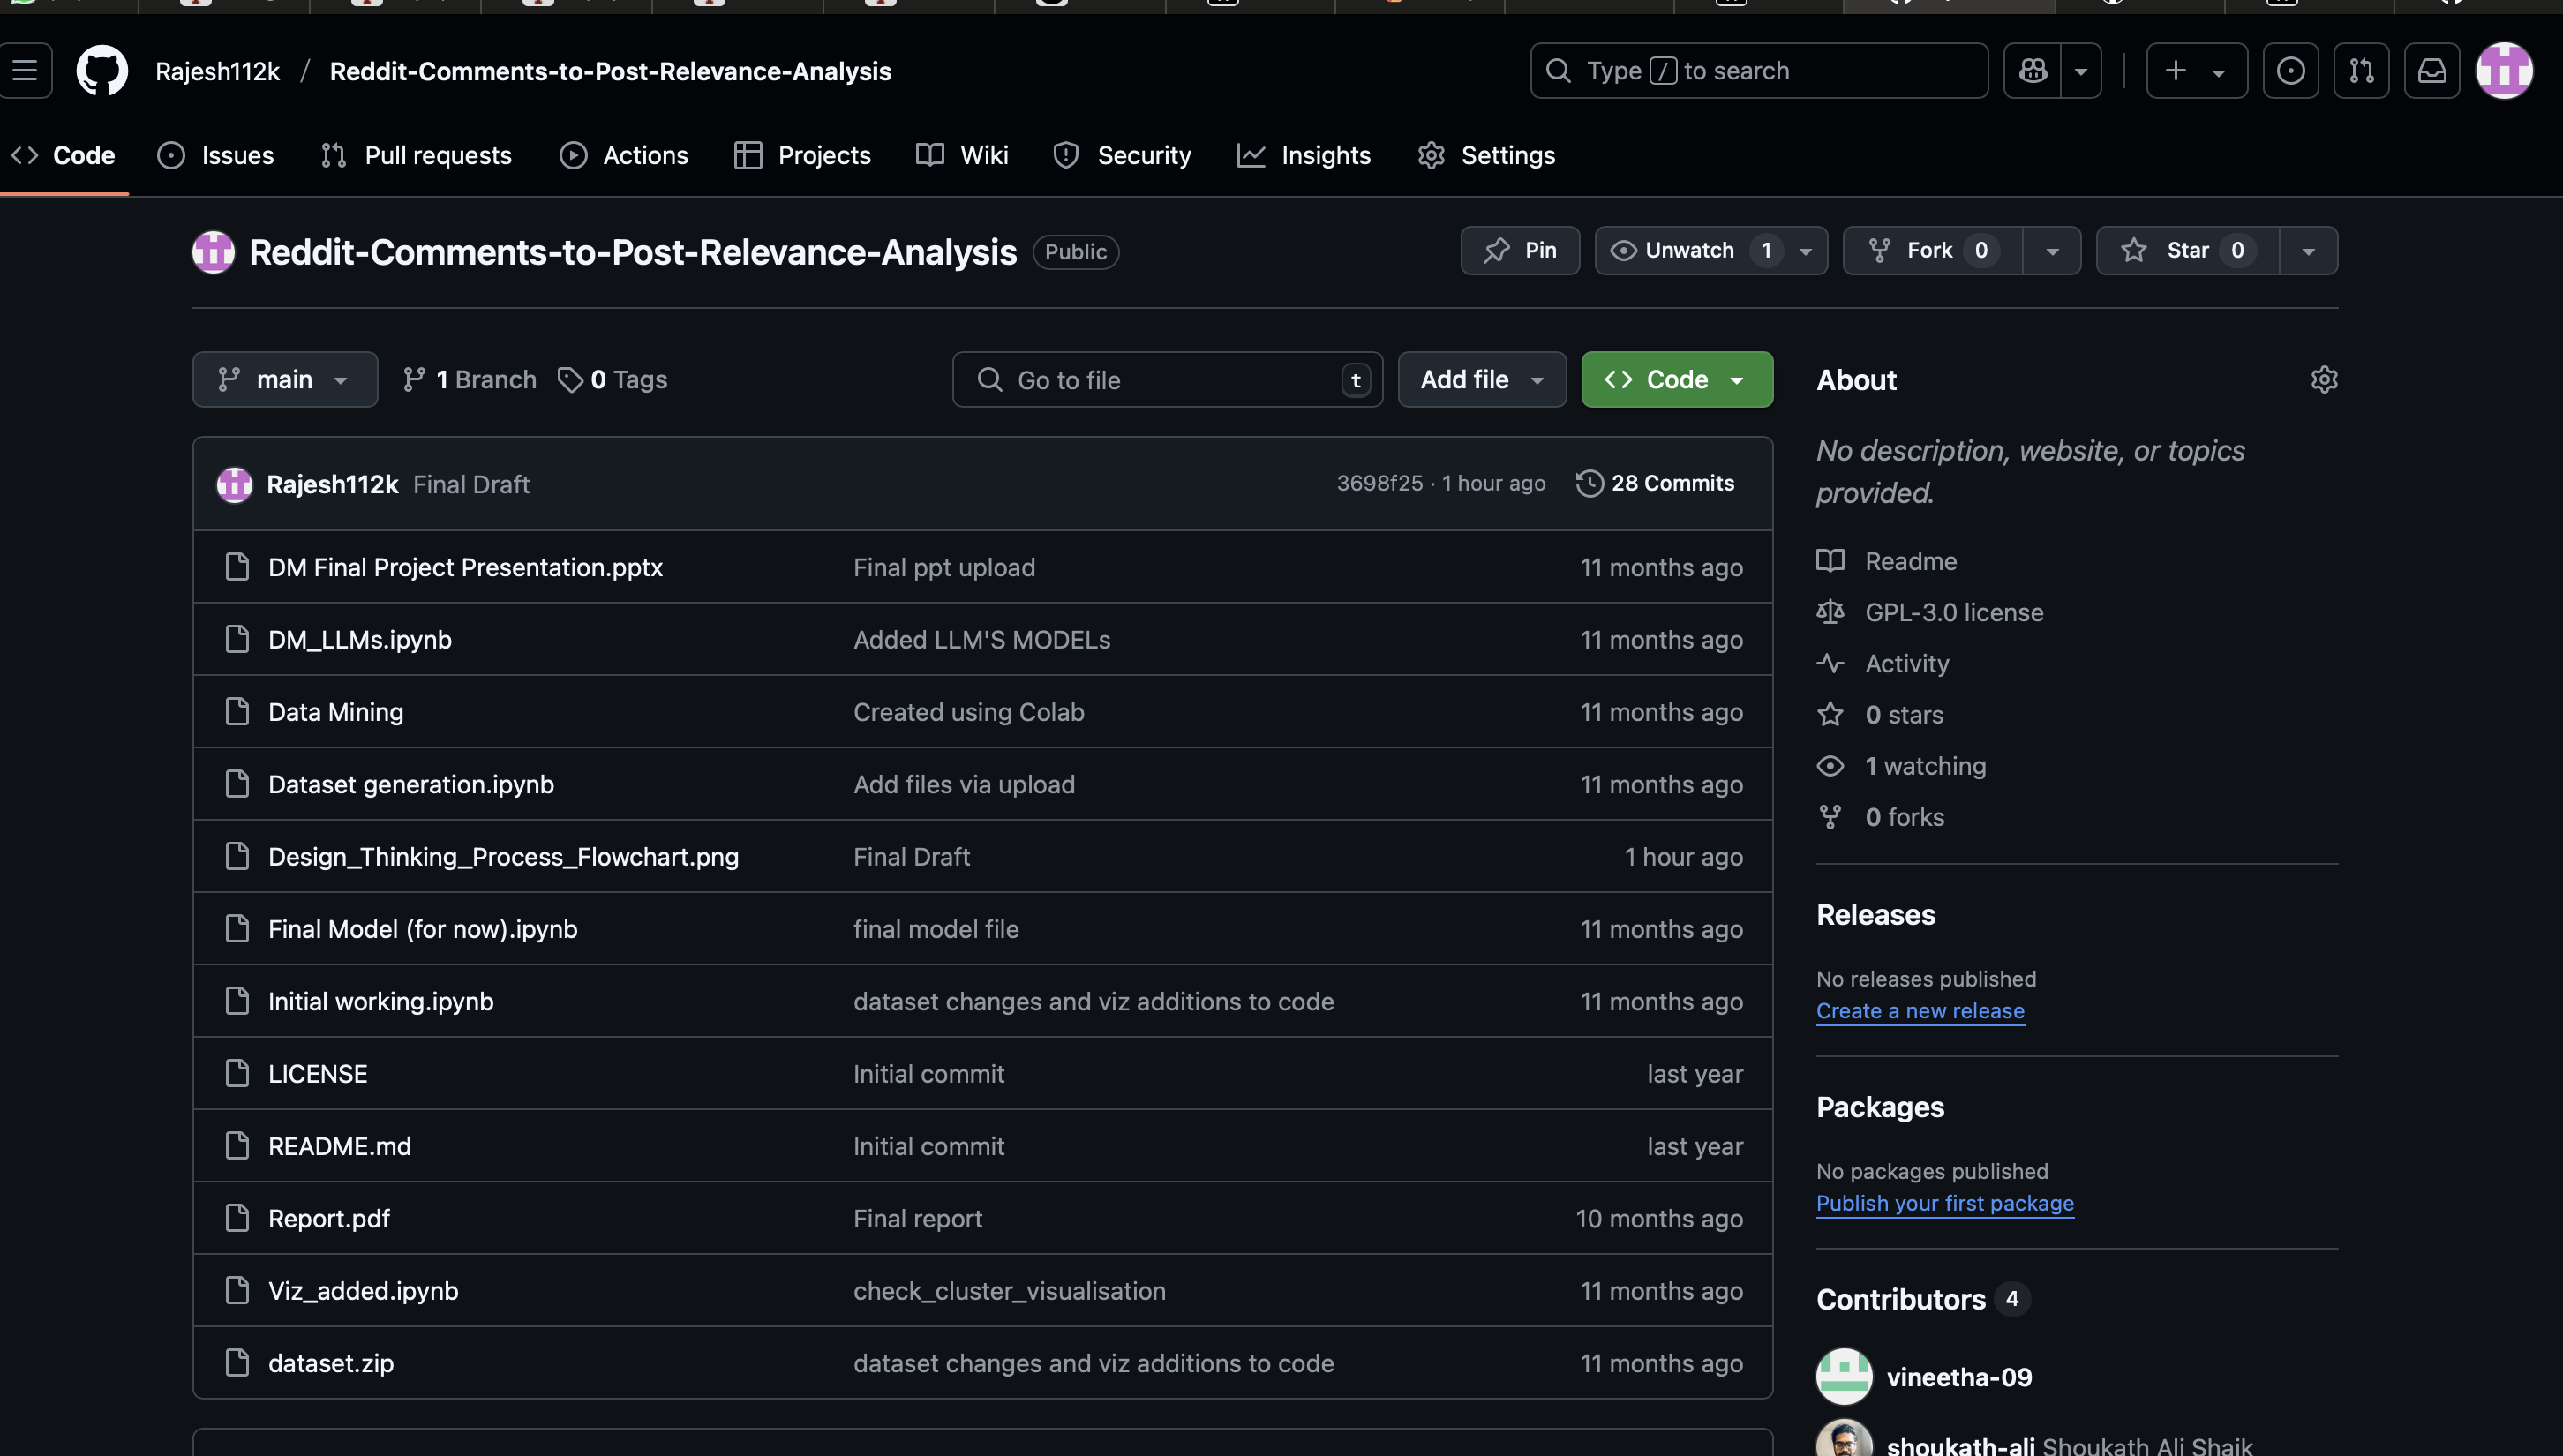 Rajesh112k / Reddit-Comments-to-Post-Relevance-Analysis
Type / to search
Code Issues Pull requests Actions Projects Wiki Security Insights Settings
Reddit-Comments-to-Post-Relevance-Analysis Public
Pin Unwatch 1 Fork 0 Star 0
main 1 Branch 0 Tags Go to file t Add file Code
Rajesh112k Final Draft 3698f25 · 1 hour ago 28 Commits
DM Final Project Presentation.pptx Final ppt upload 11 months ago
DM_LLMs.ipynb Added LLM'S MODELs 11 months ago
Data Mining Created using Colab 11 months ago
Dataset generation.ipynb Add files via upload 11 months ago
Design_Thinking_Process_Flowchart.png Final Draft 1 hour ago
Final Model (for now).ipynb final model file 11 months ago
Initial working.ipynb dataset changes and viz additions to code 11 months ago
LICENSE Initial commit last year
README.md Initial commit last year
Report.pdf Final report 10 months ago
Viz_added.ipynb check_cluster_visualisation 11 months ago
dataset.zip dataset changes and viz additions to code 11 months ago
About
No description, website, or topics
provided.
Readme
GPL-3.0 license
Activity
0 stars
1 watching
0 forks
Releases
No releases published
Create a new release
Packages
No packages published
Publish your first package
Contributors 4
vineetha-09
shoukath-ali Shoukath Ali Shaik